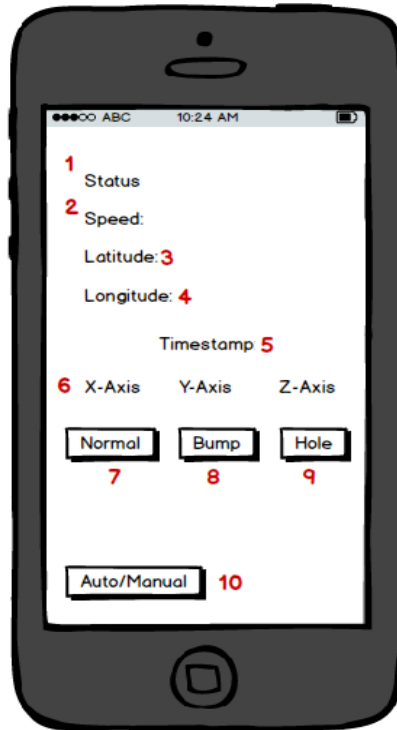 ABC 10:24 AM
1
Status
2
Speed:
Latitude: 3
Longitude: 4
Timestamp 5
6 X-Axis Y-Axis Z-Axis
Normal Bump Hole
7 8 9
Auto/Manual 10